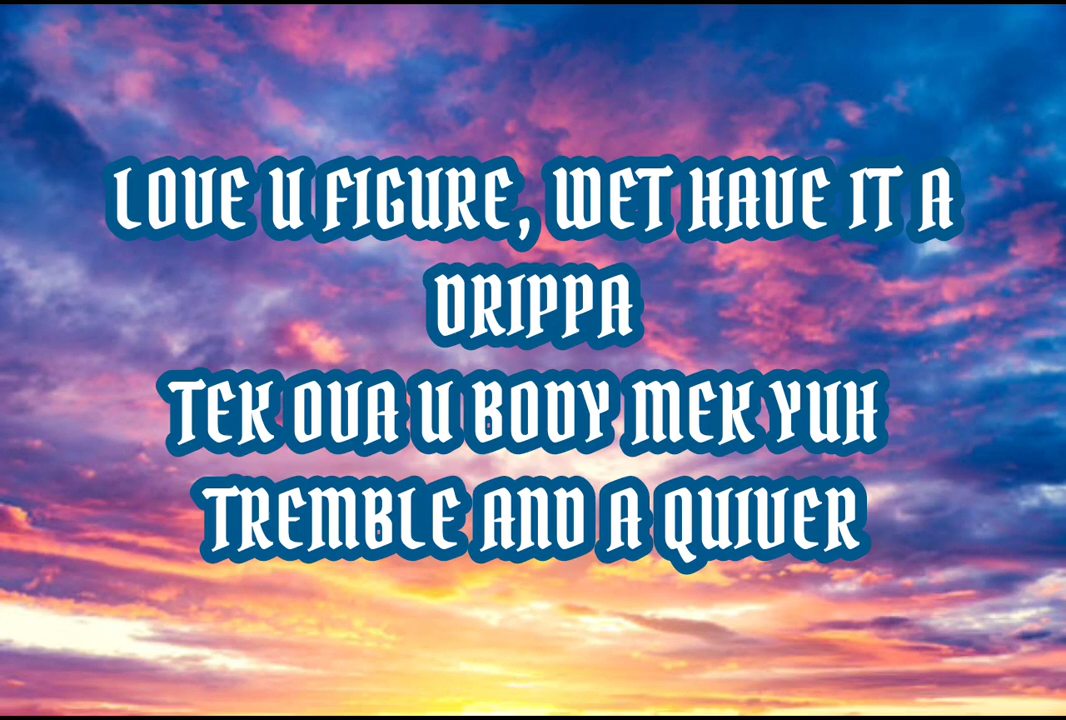 LOVE U FIGURE, WET HAVE IT A
DRIPPA
TEK OVA U BODY MEK YUH
TREMBLE AND A QUIVER